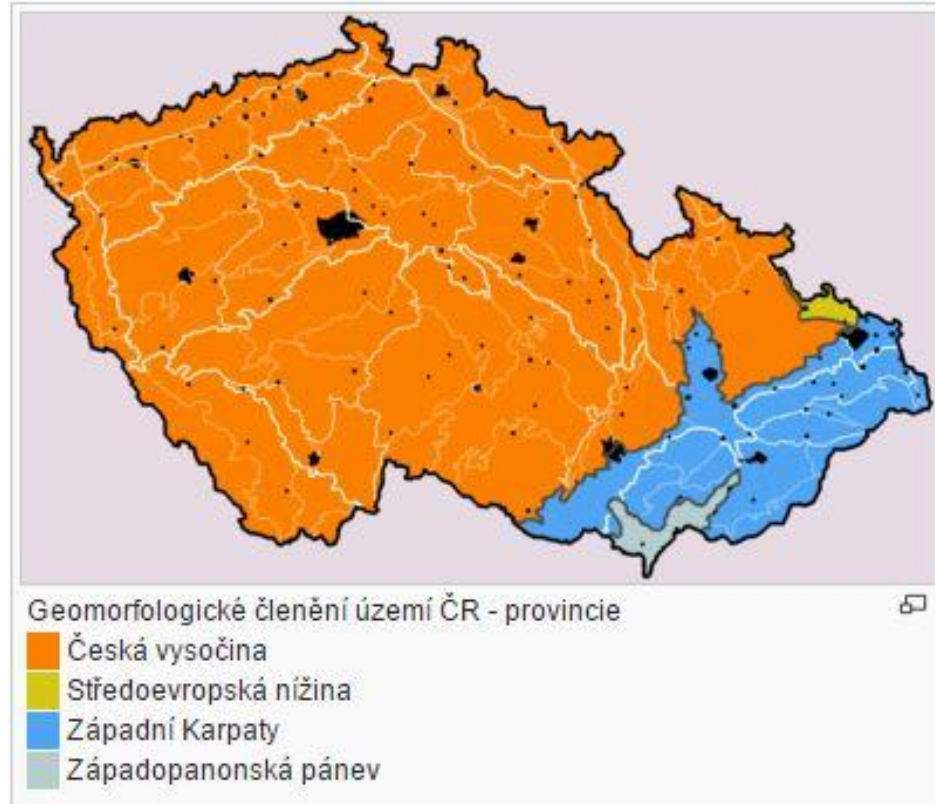 Geomorfologické členění území ČR - provincie
Česká vysočina
Středoevropská nížina
Západní Karpaty
Západopanonská pánev